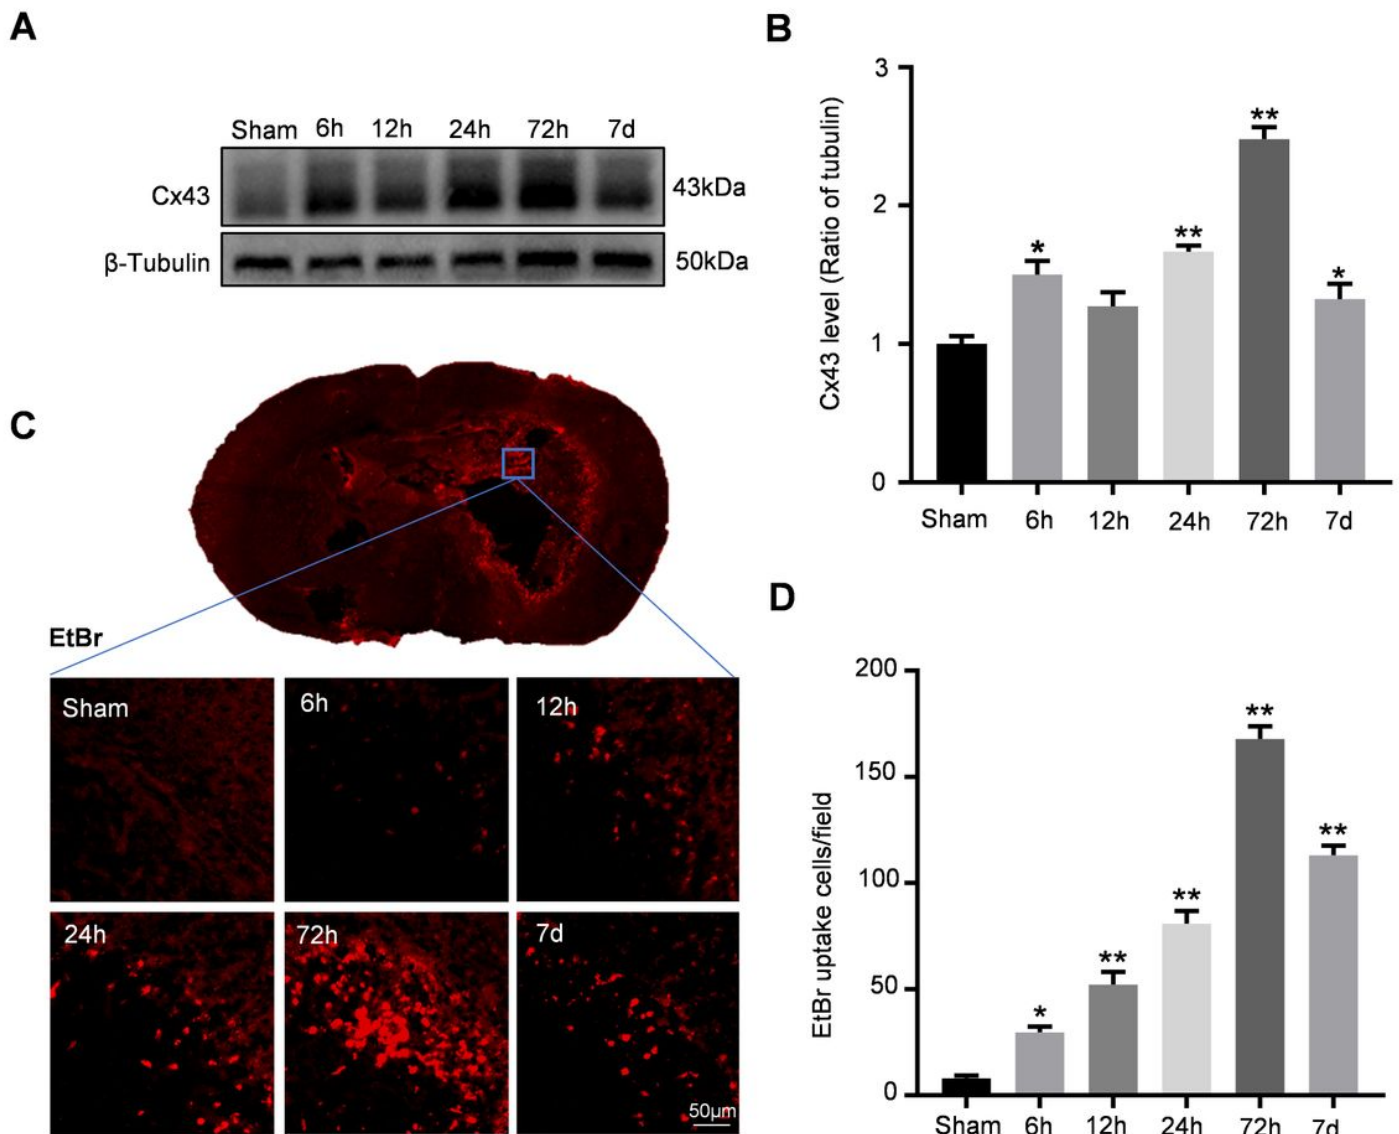 A
Sham 6h 12h 24h 72h 7d
Cx43 43kDa
β-Tubulin 50kDa
B
Cx43 level (Ratio of tubulin)
3
2
1
0
*
**
**
*
Sham 6h 12h 24h 72h 7d
C
EtBr
Sham 6h 12h
24h 72h 7d
50μm
D
EtBr uptake cells/field
200
150
100
50
0
*
**
**
**
**
Sham 6h 12h 24h 72h 7d